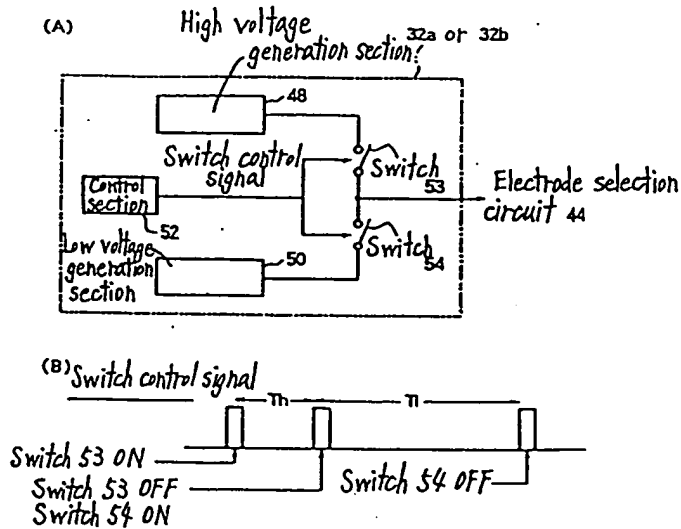 (A)
High voltage
generation section
32a or 32b
48
Switch control
signal
Switch
53
Control
section
52
Electrode selection
circuit 44
Low voltage
generation
section
50
Switch
54
(B)
Switch control signal
Th
Tl
Switch 53 ON
Switch 53 OFF
Switch 54 ON
Switch 54 OFF